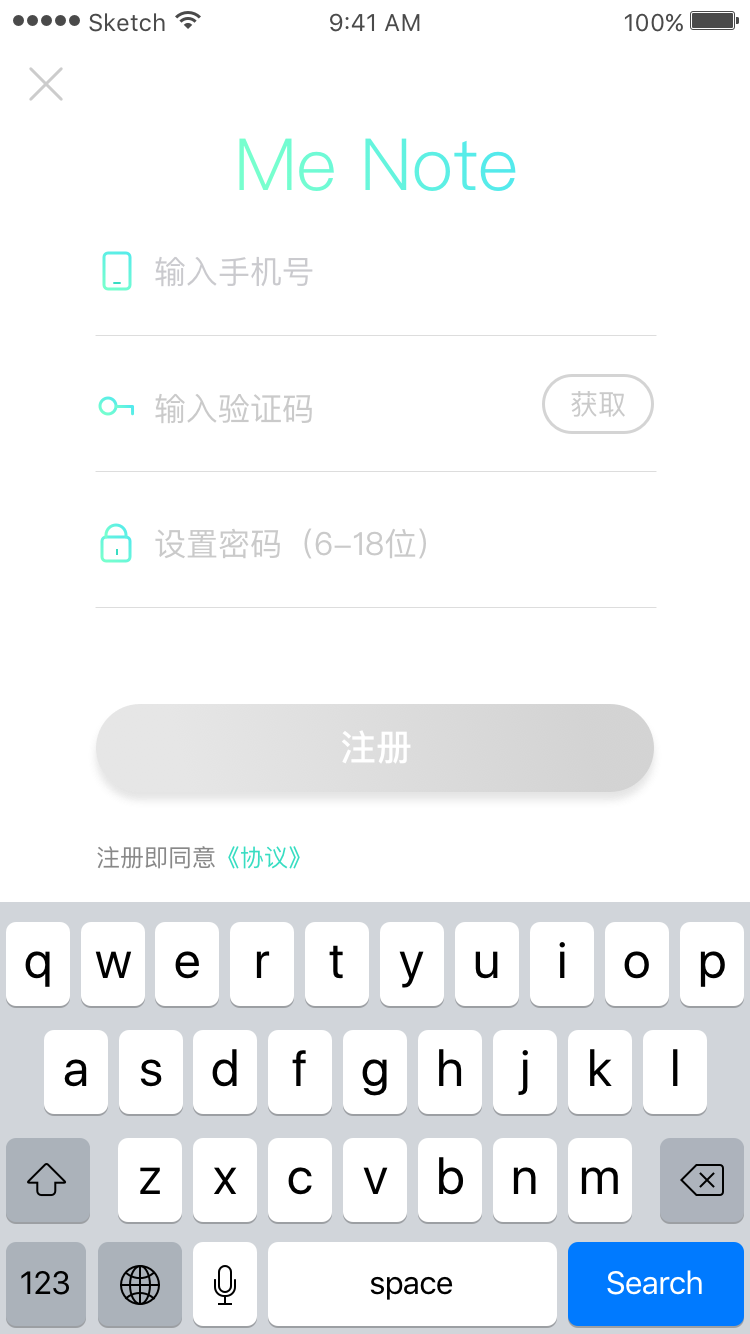 Sketch 9:41 AM 100%
Me Note
输入手机号
输入验证码 获取
设置密码（6–18位）
注册
注册即同意《协议》
q w e r t y u i o p
a s d f g h j k l
z x c v b n m
123 space Search